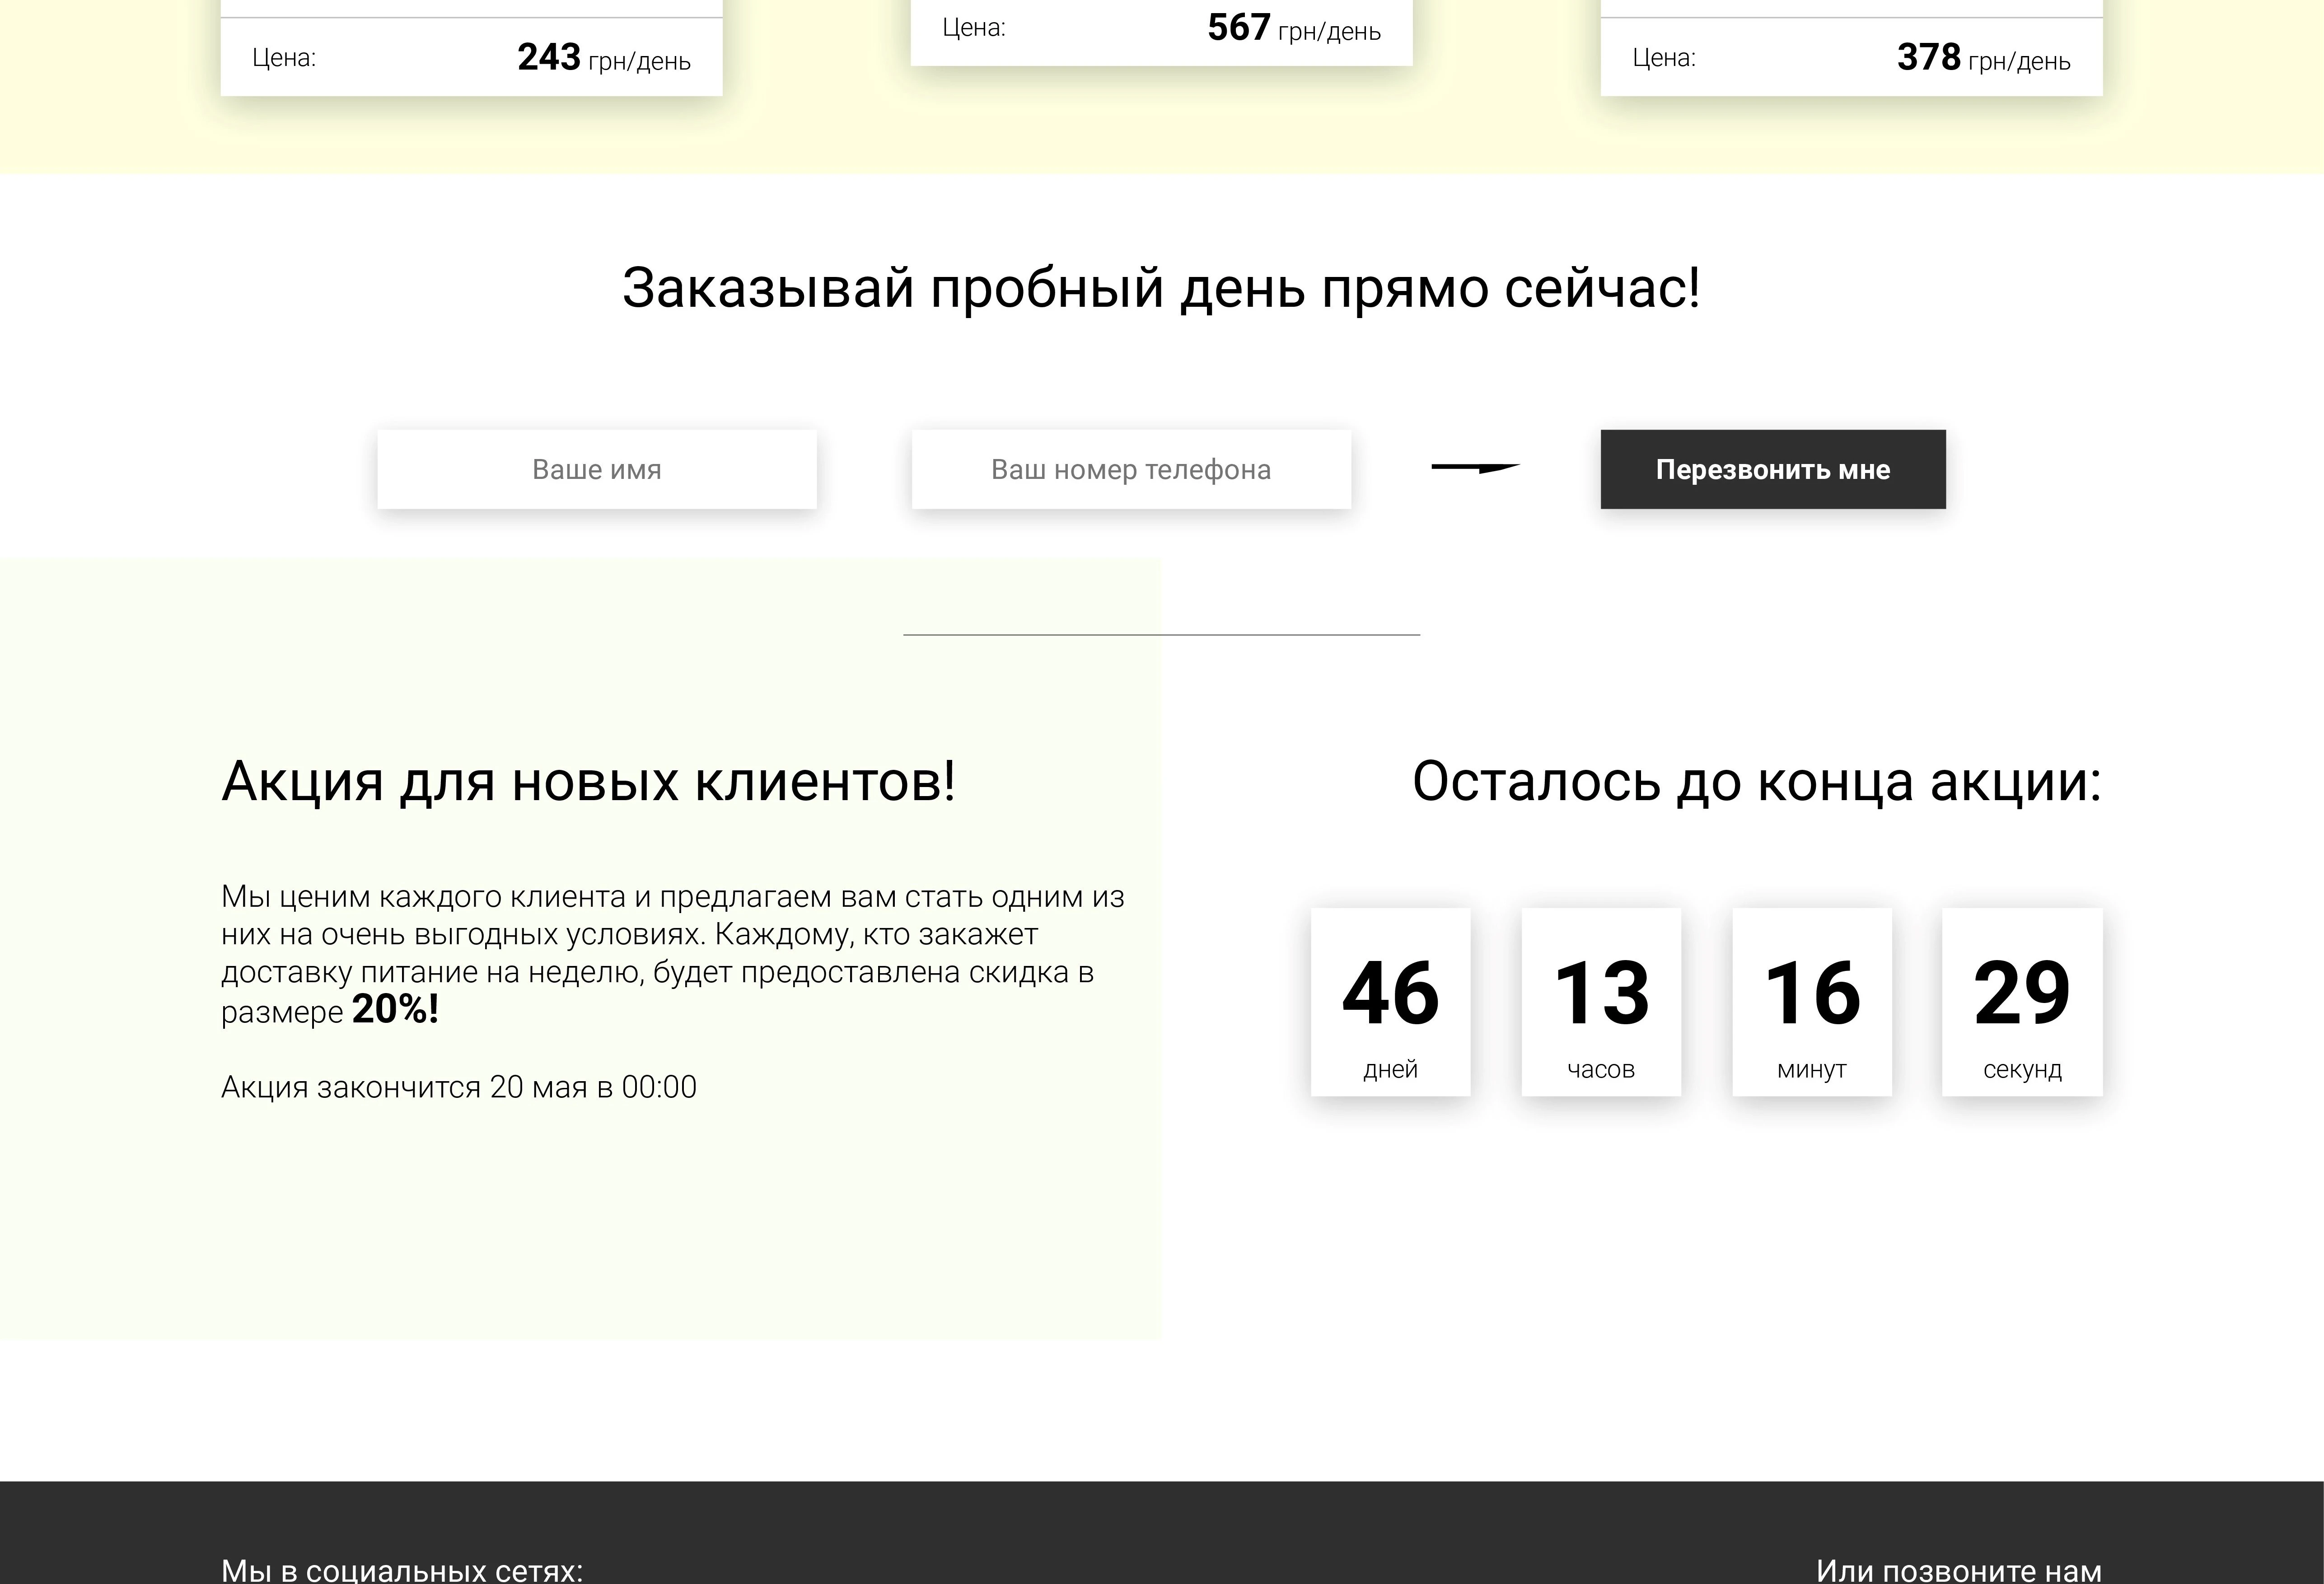 Цена: 243 грн/день
Цена: 567 грн/день
Цена: 378 грн/день
Заказывай пробный день прямо сейчас!
Ваше имя
Ваш номер телефона
Перезвонить мне
Акция для новых клиентов!
Мы ценим каждого клиента и предлагаем вам стать одним из
них на очень выгодных условиях. Каждому, кто закажет
доставку питание на неделю, будет предоставлена скидка в
размере 20%!
Акция закончится 20 мая в 00:00
Осталось до конца акции:
46
дней
13
часов
16
минут
29
секунд
Мы в социальных сетях:
Или позвоните нам